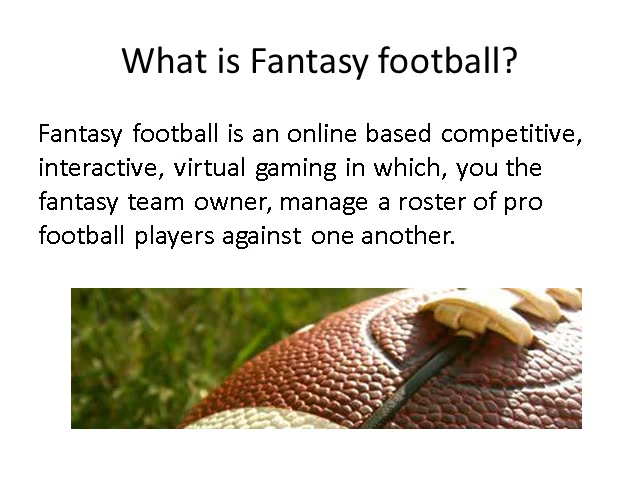 What is Fantasy football?
Fantasy football is an online based competitive,
interactive, virtual gaming in which, you the
fantasy team owner, manage a roster of pro
football players against one another.